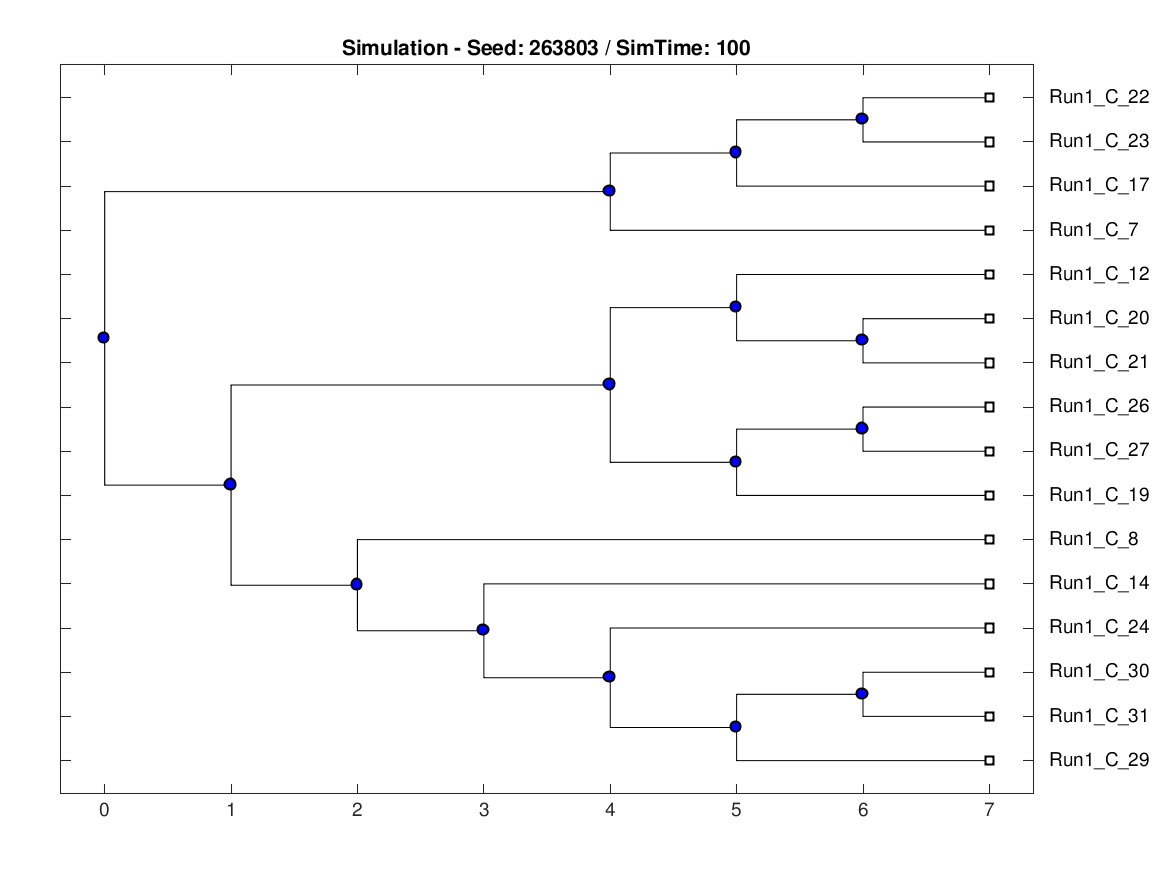 Simulation - Seed: 263803 / SimTime: 100
Run1_C_22
Run1_C_23
Run1_C_17
Run1_C_7
Run1_C_12
Run1_C_20
Run1_C_21
Run1_C_26
Run1_C_27
Run1_C_19
Run1_C_8
Run1_C_14
Run1_C_24
Run1_C_30
Run1_C_31
Run1_C_29
0 1 2 3 4 5 6 7